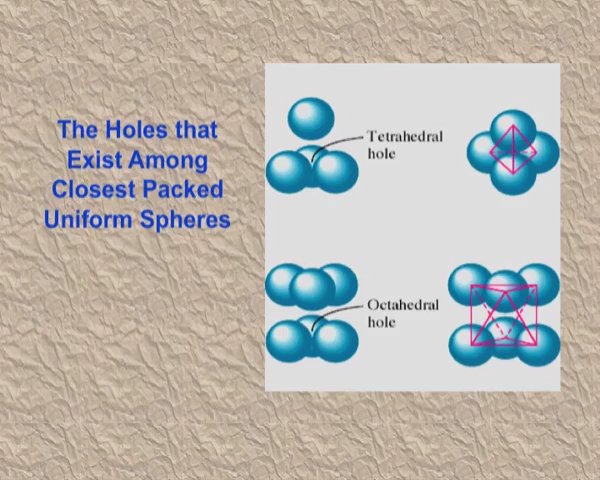 The Holes that
Exist Among
Closest Packed
Uniform Spheres
Tetrahedral
hole
Octahedral
hole